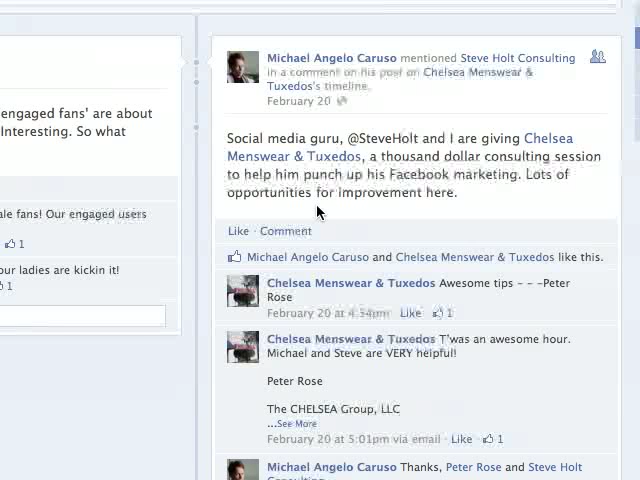 engaged fans' are about
Interesting. So what
ale fans! Our engaged users
1
our ladies are kickin it!
1
Michael Angelo Caruso mentioned Steve Holt Consulting
in a comment on his post on Chelsea Menswear &
Tuxedos's timeline.
February 20
Social media guru, @SteveHolt and I are giving Chelsea
Menswear & Tuxedos, a thousand dollar consulting session
to help him punch up his Facebook marketing. Lots of
opportunities for improvement here.
Like · Comment
Michael Angelo Caruso and Chelsea Menswear & Tuxedos like this.
Chelsea Menswear & Tuxedos Awesome tips - - -Peter
Rose
February 20 at 4:54pm Like 1
Chelsea Menswear & Tuxedos T'was an awesome hour.
Michael and Steve are VERY helpful!
Peter Rose
The CHELSEA Group, LLC
...See More
February 20 at 5:01pm via email · Like · 1
Michael Angelo Caruso Thanks, Peter Rose and Steve Holt
Consulting